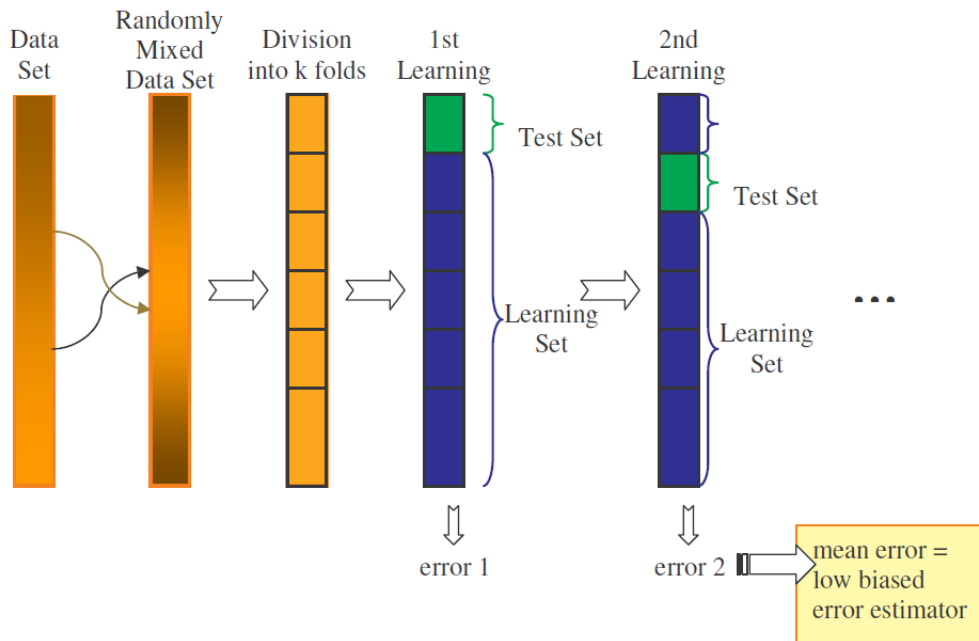 Data
Set
Randomly
Mixed
Data Set
Division
into k folds
1st
Learning
2nd
Learning
Test Set
Test Set
Learning
Set
Learning
Set
...
error 1
error 2
mean error =
low biased
error estimator